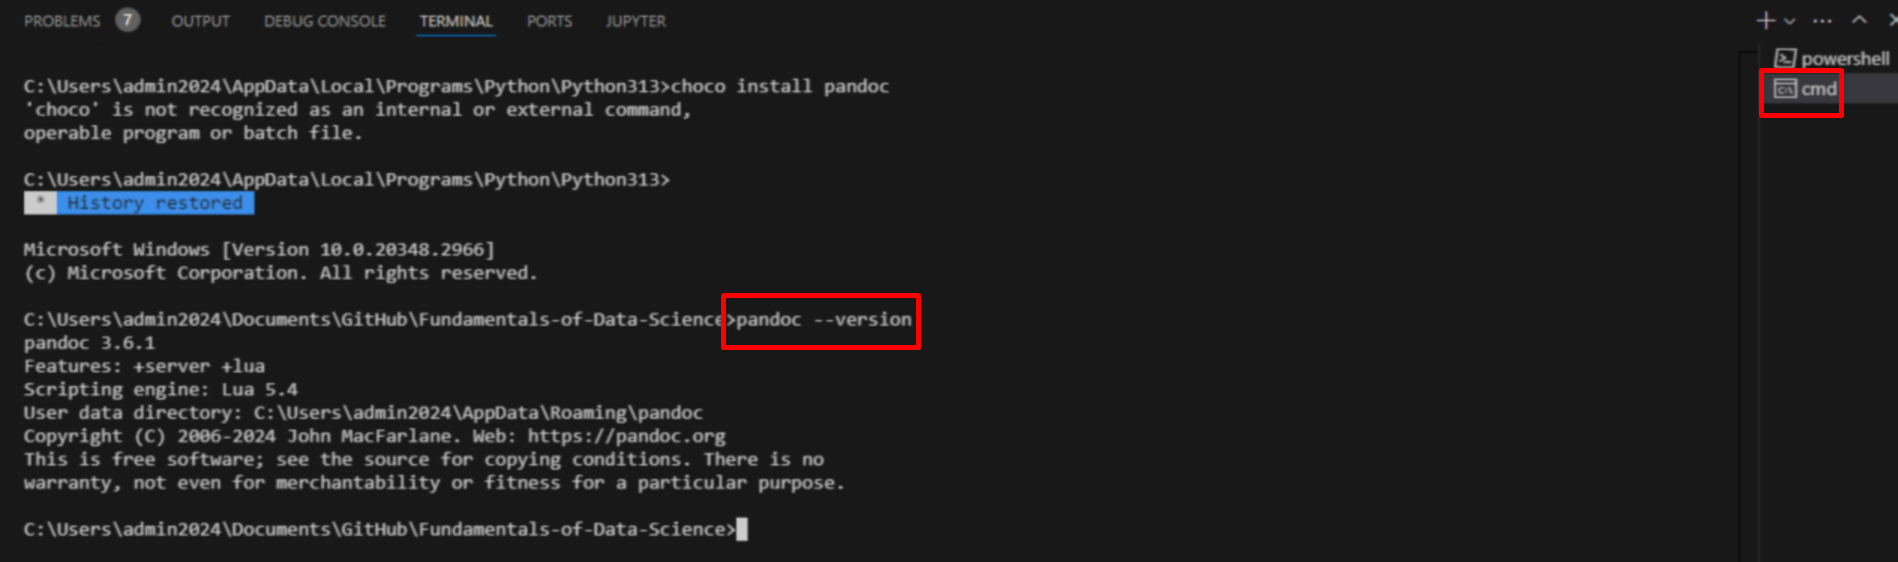 PROBLEMS 7 OUTPUT DEBUG CONSOLE TERMINAL PORTS JUPYTER
C:\Users\admin2024\AppData\Local\Programs\Python\Python313>choco install pandoc
'choco' is not recognized as an internal or external command,
operable program or batch file.
C:\Users\admin2024\AppData\Local\Programs\Python\Python313>
* History restored
Microsoft Windows [Version 10.0.20348.2966]
(c) Microsoft Corporation. All rights reserved.
C:\Users\admin2024\Documents\GitHub\Fundamentals-of-Data-Science>pandoc --version
pandoc 3.6.1
Features: +server +lua
Scripting engine: Lua 5.4
User data directory: C:\Users\admin2024\AppData\Roaming\pandoc
Copyright (C) 2006-2024 John MacFarlane. Web: https://pandoc.org
This is free software; see the source for copying conditions. There is no
warranty, not even for merchantability or fitness for a particular purpose.
C:\Users\admin2024\Documents\GitHub\Fundamentals-of-Data-Science>
powershell
cmd